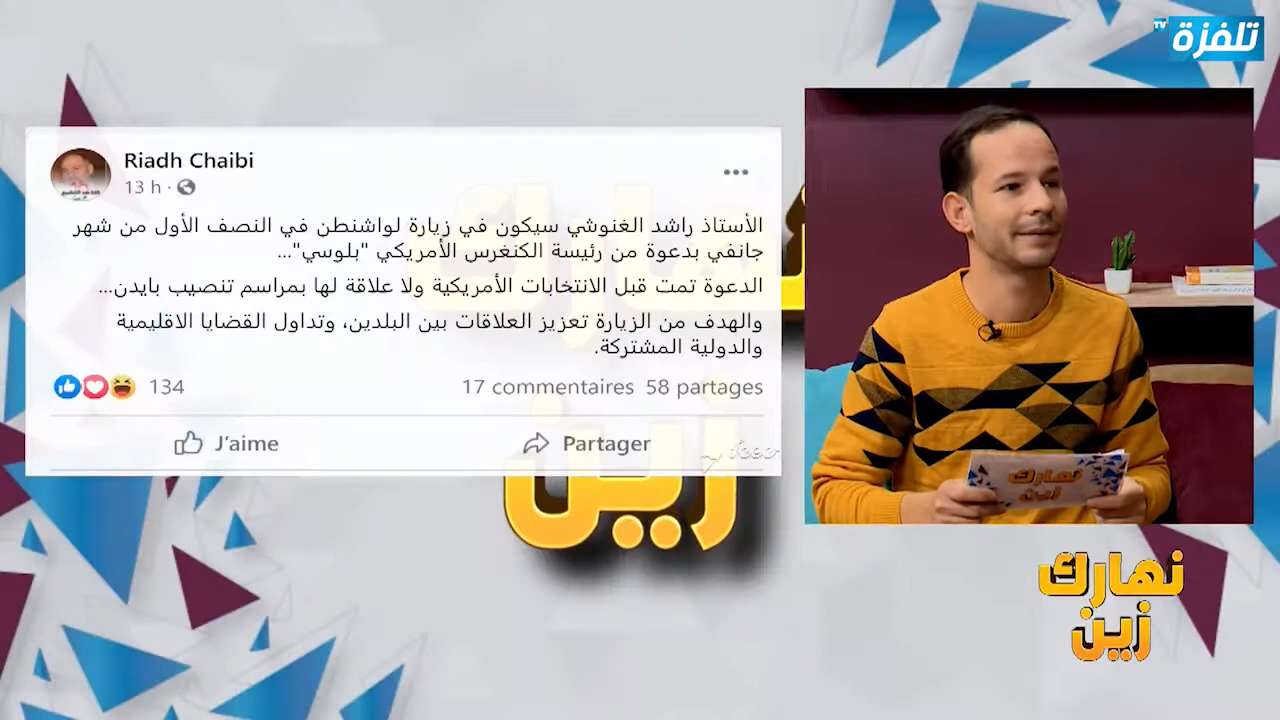 TV تلفزة
Riadh Chaibi
13 h
الأستاذ راشد الغنوشي سيكون في زيارة لواشنطن في النصف الأول من شهر
جانفي بدعوة من رئيسة الكنغرس الأمريكي "بلوسي"...
الدعوة تمت قبل الانتخابات الأمريكية ولا علاقة لها بمراسم تنصيب بايدن...
والهدف من الزيارة تعزيز العلاقات بين البلدين، وتداول القضايا الاقليمية
والدولية المشتركة.
134
17 commentaires 58 partages
J'aime
Partager
نهارك
زين
نهارك
زين
نهارك
زين